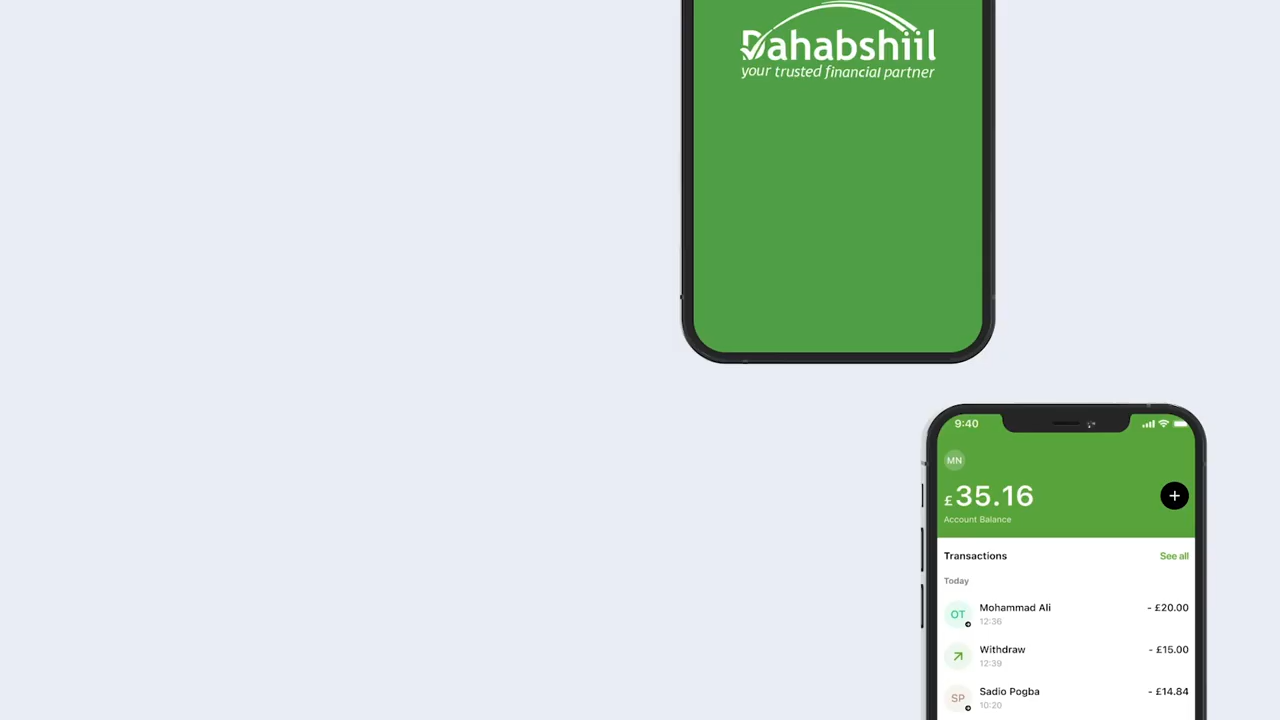 Dahabshiil
your trusted financial partner
9:40
MN
£35.16
Account Balance
Transactions
See all
Today
OT
Mohammad Ali
- £20.00
12:36
Withdraw
- £15.00
12:39
SP
Sadio Pogba
- £14.84
10:20